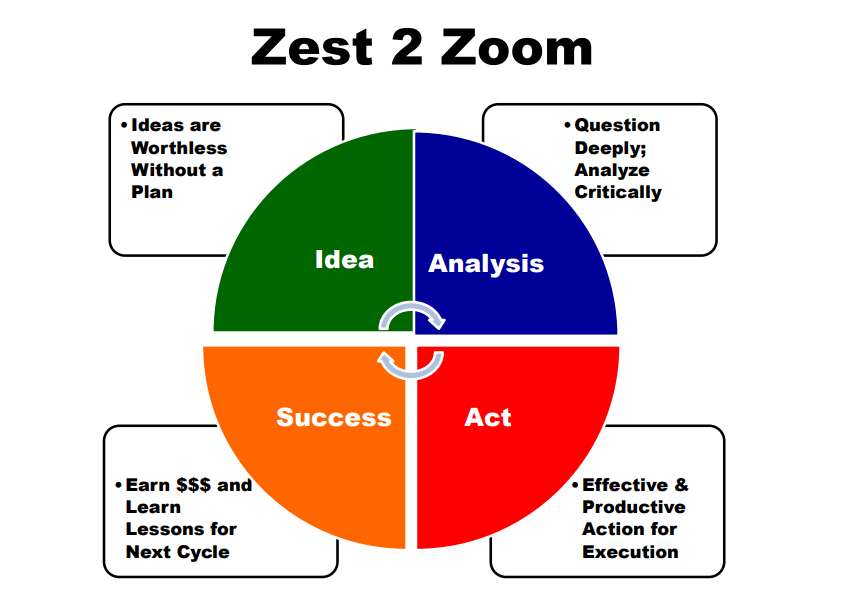 Zest 2 Zoom
• Ideas are
Worthless
Without a
Plan
• Question
Deeply;
Analyze
Critically
Idea
Analysis
Success
Act
• Earn $$$ and
Learn
Lessons for
Next Cycle
• Effective &
Productive
Action for
Execution